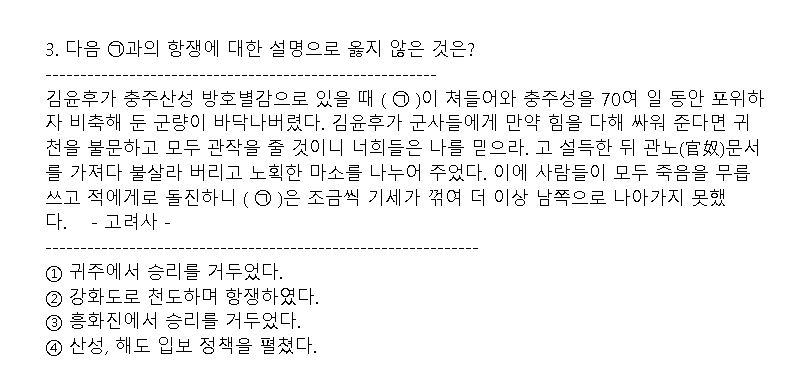 3. 다음 ㉠과의 항쟁에 대한 설명으로 옳지 않은 것은?
--------------------------------------------------------
김윤후가 충주산성 방호별감으로 있을 때 ( ㉠ )이 쳐들어와 충주성을 70여 일 동안 포위하
자 비축해 둔 군량이 바닥나버렸다. 김윤후가 군사들에게 만약 힘을 다해 싸워 준다면 귀
천을 불문하고 모두 관작을 줄 것이니 너희들은 나를 믿으라. 고 설득한 뒤 관노(官奴)문서
를 가져다 불살라 버리고 노획한 마소를 나누어 주었다. 이에 사람들이 모두 죽음을 무릅
쓰고 적에게로 돌진하니 ( ㉠ )은 조금씩 기세가 꺾여 더 이상 남쪽으로 나아가지 못했
다. - 고려사 -
--------------------------------------------------------------
① 귀주에서 승리를 거두었다.
② 강화도로 천도하며 항쟁하였다.
③ 흥화진에서 승리를 거두었다.
④ 산성, 해도 입보 정책을 펼쳤다.